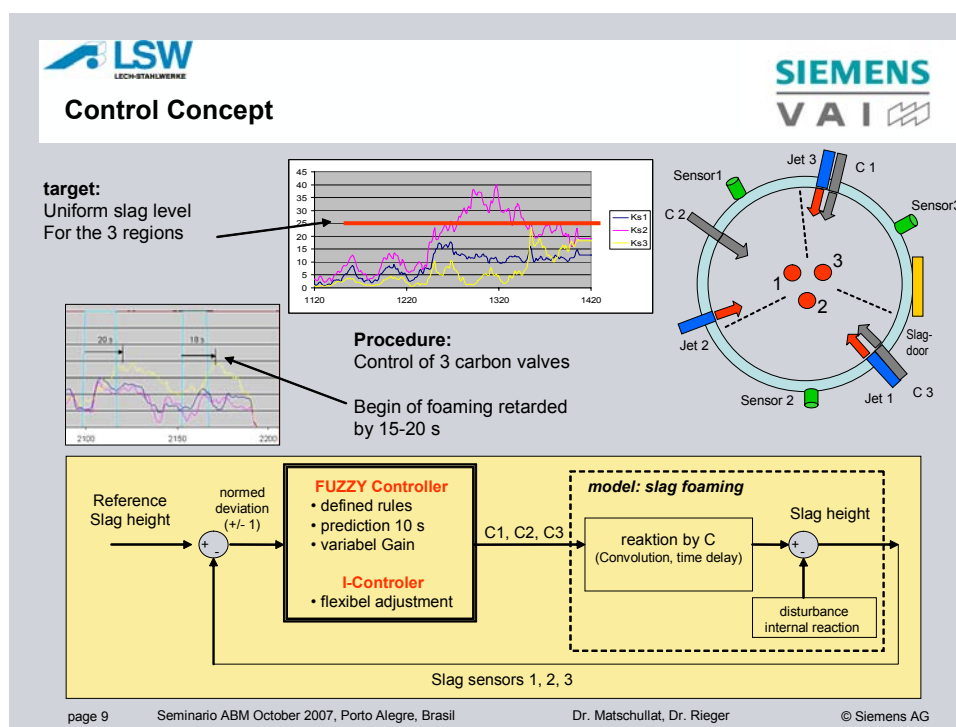 LSW
LECH-STAHLWERKE
SIEMENS
VAI
Control Concept
target:
Uniform slag level
For the 3 regions
45
40
35
30
25
20
15
10
5
0
1120
1220
1320
1420
Ks1
Ks2
Ks3
Jet 3
C 1
Sensor1
Sensor3
C 2
1
3
2
Jet 2
Slag-
door
Sensor 2
Jet 1
C 3
20 s
18 s
2100
2150
2200
Procedure:
Control of 3 carbon valves
Begin of foaming retarded
by 15-20 s
Reference
Slag height
normed
deviation
(+/- 1)
+
-
FUZZY Controller
• defined rules
• prediction 10 s
• variabel Gain
I-Controler
• flexibel adjustment
C1, C2, C3
model: slag foaming
reaktion by C
(Convolution, time delay)
Slag height
+
-
disturbance
internal reaction
Slag sensors 1, 2, 3
page 9
Seminario ABM October 2007, Porto Alegre, Brasil
Dr. Matschullat, Dr. Rieger
© Siemens AG